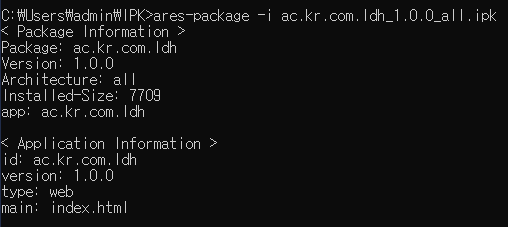 C:₩Users₩admin₩IPK>ares-package -i ac.kr.com.ldh_1.0.0_all.ipk
< Package Information >
Package: ac.kr.com.ldh
Version: 1.0.0
Architecture: all
Installed-Size: 7709
app: ac.kr.com.ldh
< Application Information >
id: ac.kr.com.ldh
version: 1.0.0
type: web
main: index.html